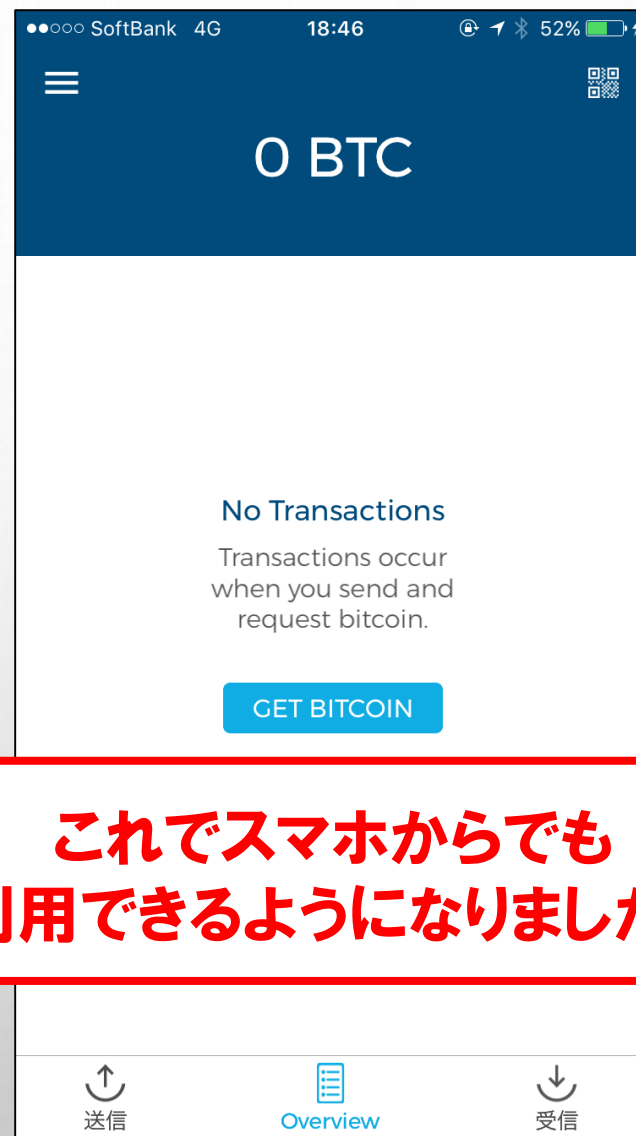 SoftBank 4G 18:46 52%
0 BTC
No Transactions
Transactions occur
when you send and
request bitcoin.
GET BITCOIN
これでスマホからでも
用できるようになりまし
送信 Overview 受信